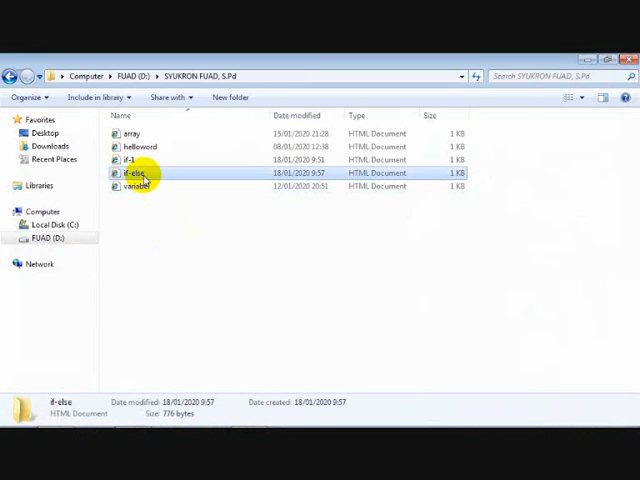 Computer ▸ FUAD (D:) ▸ SYUKRON FUAD, S.Pd
Search SYUKRON FUAD, S.Pd
Organize Include in library Share with New folder
Favorites
Desktop
Downloads
Recent Places
Libraries
Computer
Local Disk (C:)
FUAD (D:)
Network
Name Date modified Type Size
array 15/01/2020 21:28 HTML Document 1 KB
helloword 08/01/2020 12:38 HTML Document 1 KB
if-1 18/01/2020 9:51 HTML Document 1 KB
if-else 18/01/2020 9:57 HTML Document 1 KB
variabel 12/01/2020 20:51 HTML Document 1 KB
if-else Date modified: 18/01/2020 9:57 Date created: 18/01/2020 9:57
HTML Document Size: 776 bytes